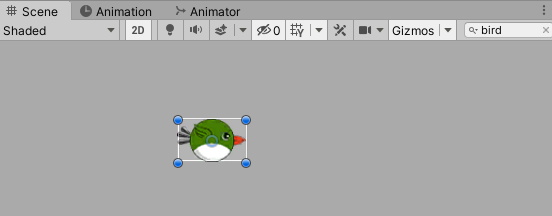 Scene Animation Animator
Shaded 2D 0 Gizmos bird